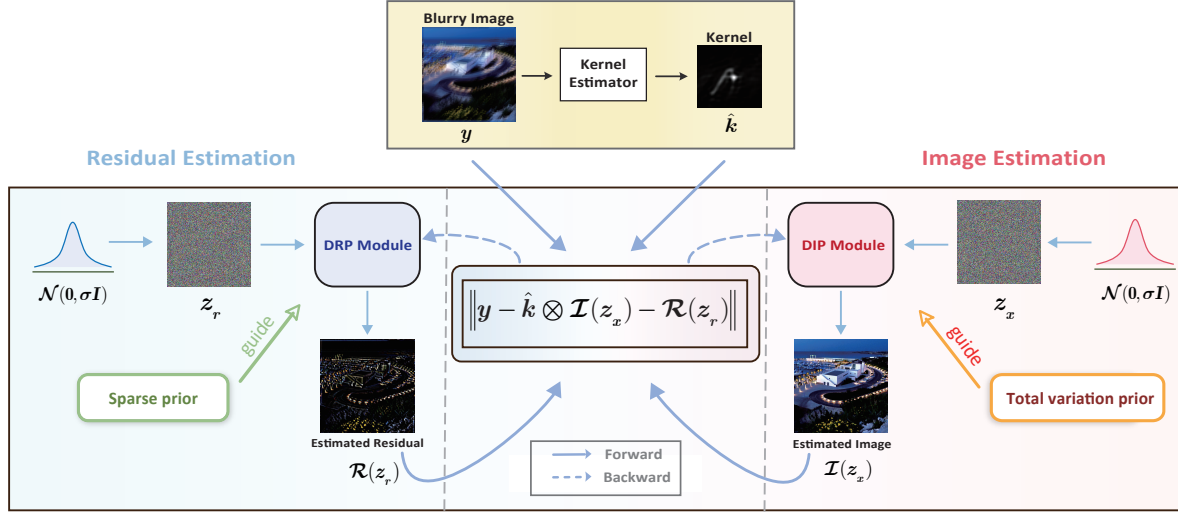 Blurry Image
Kernel
Kernel
Estimator
𝒚
k̂
Residual Estimation
Image Estimation
DRP Module
DIP Module
𝒩(0, σI)
z_r
z_x
𝒩(0, σI)
‖y − k̂ ⊗ ℐ(z_x) − ℛ(z_r)‖
guide
guide
Sparse prior
Total variation prior
Estimated Residual
Estimated Image
ℛ(z_r)
ℐ(z_x)
Forward
Backward